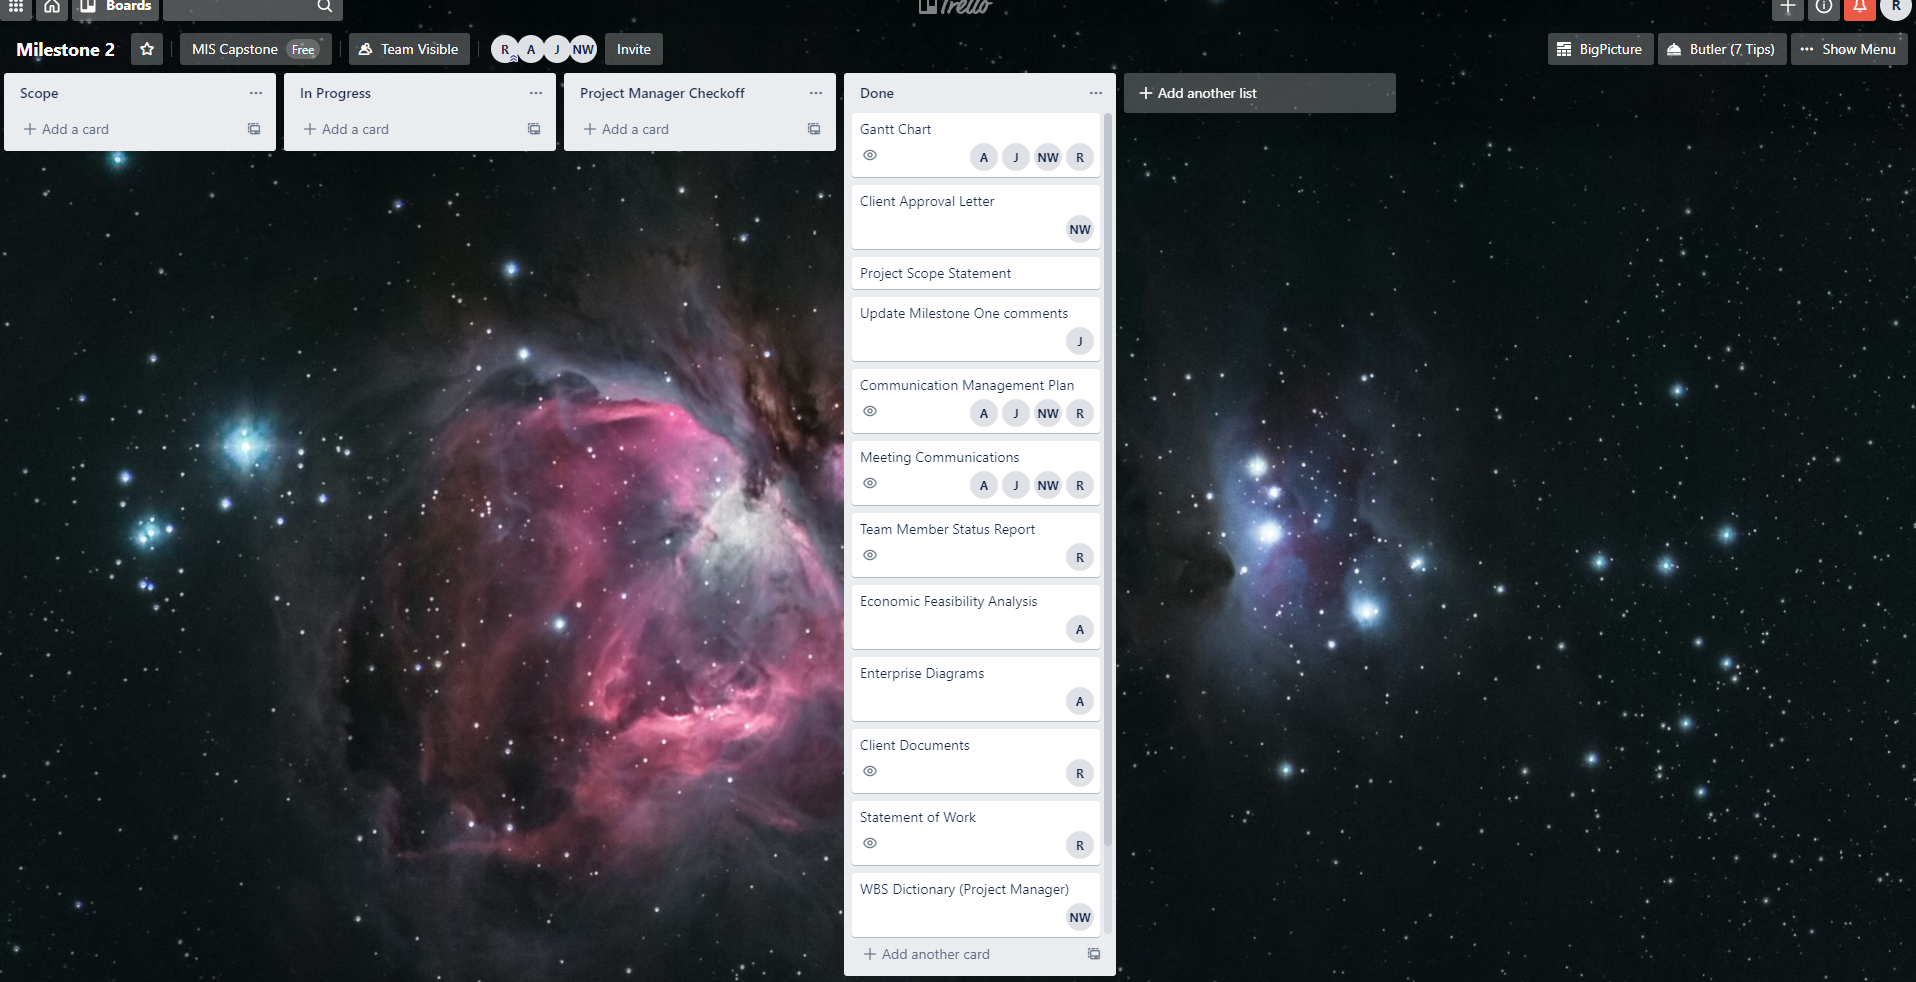 Boards
Trello
R
Milestone 2
MIS Capstone Free
Team Visible
R A J NW
Invite
BigPicture
Butler (7 Tips)
Show Menu
Scope
Add a card
In Progress
Add a card
Project Manager Checkoff
Add a card
Done
Gantt Chart
A J NW R
Client Approval Letter
NW
Project Scope Statement
Update Milestone One comments
J
Communication Management Plan
A J NW R
Meeting Communications
A J NW R
Team Member Status Report
R
Economic Feasibility Analysis
A
Enterprise Diagrams
A
Client Documents
R
Statement of Work
R
WBS Dictionary (Project Manager)
NW
Add another card
Add another list